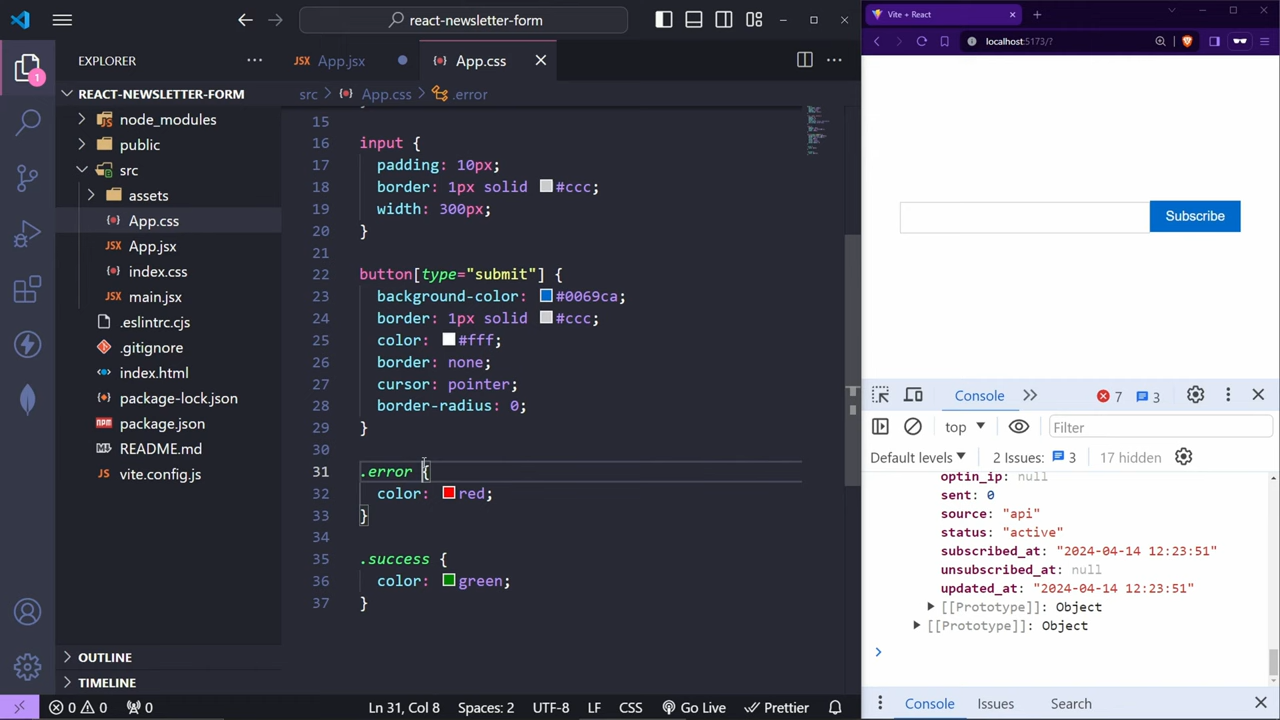 react-newsletter-form
EXPLORER
REACT-NEWSLETTER-FORM
node_modules
public
src
assets
App.css
App.jsx
index.css
main.jsx
.eslintrc.cjs
.gitignore
index.html
package-lock.json
package.json
README.md
vite.config.js
OUTLINE
TIMELINE
1
JSX App.jsx
App.css
src > App.css > .error
15
16 input {
17 padding: 10px;
18 border: 1px solid #ccc;
19 width: 300px;
20 }
21
22 button[type="submit"] {
23 background-color: #0069ca;
24 border: 1px solid #ccc;
25 color: #fff;
26 border: none;
27 cursor: pointer;
28 border-radius: 0;
29 }
30
31 .error {
32 color: red;
33 }
34
35 .success {
36 color: green;
37 }
0 0 0 Ln 31, Col 8 Spaces: 2 UTF-8 LF CSS Go Live Prettier
Vite + React
localhost:5173/?
Subscribe
Console 7 3
top Filter
Default levels 2 Issues: 3 17 hidden
optin_ip: null
sent: 0
source: "api"
status: "active"
subscribed_at: "2024-04-14 12:23:51"
unsubscribed_at: null
updated_at: "2024-04-14 12:23:51"
[[Prototype]]: Object
[[Prototype]]: Object
Console Issues Search